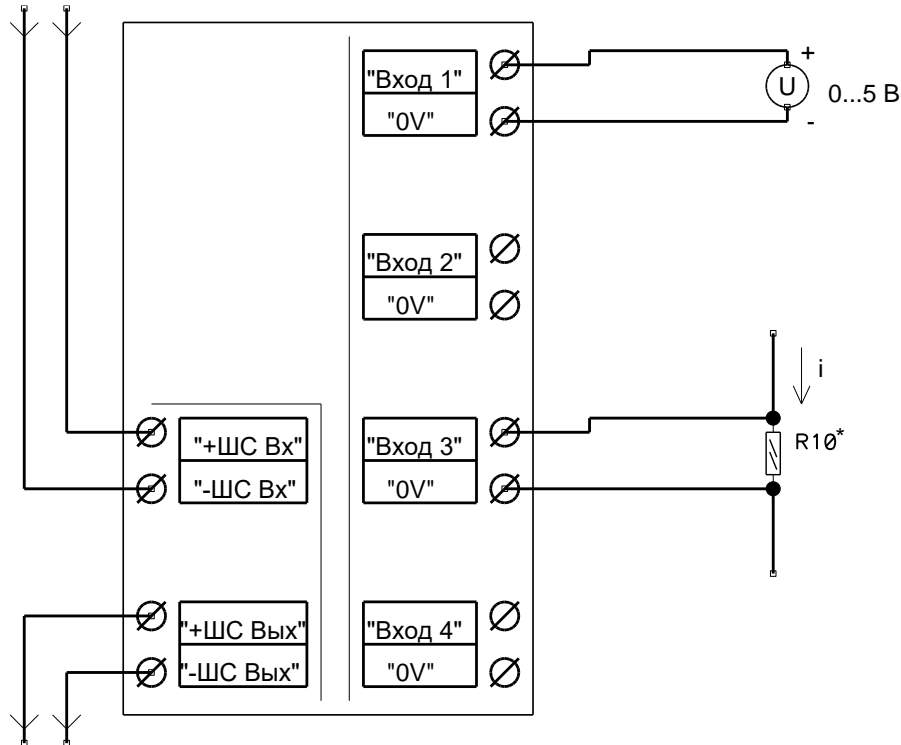 "Вход 1"
"0V"
+
U
0...5 В
-
"Вход 2"
"0V"
i
"+ШС Вх"
"-ШС Вх"
"Вход 3"
"0V"
R10*
"+ШС Вых"
"-ШС Вых"
"Вход 4"
"0V"